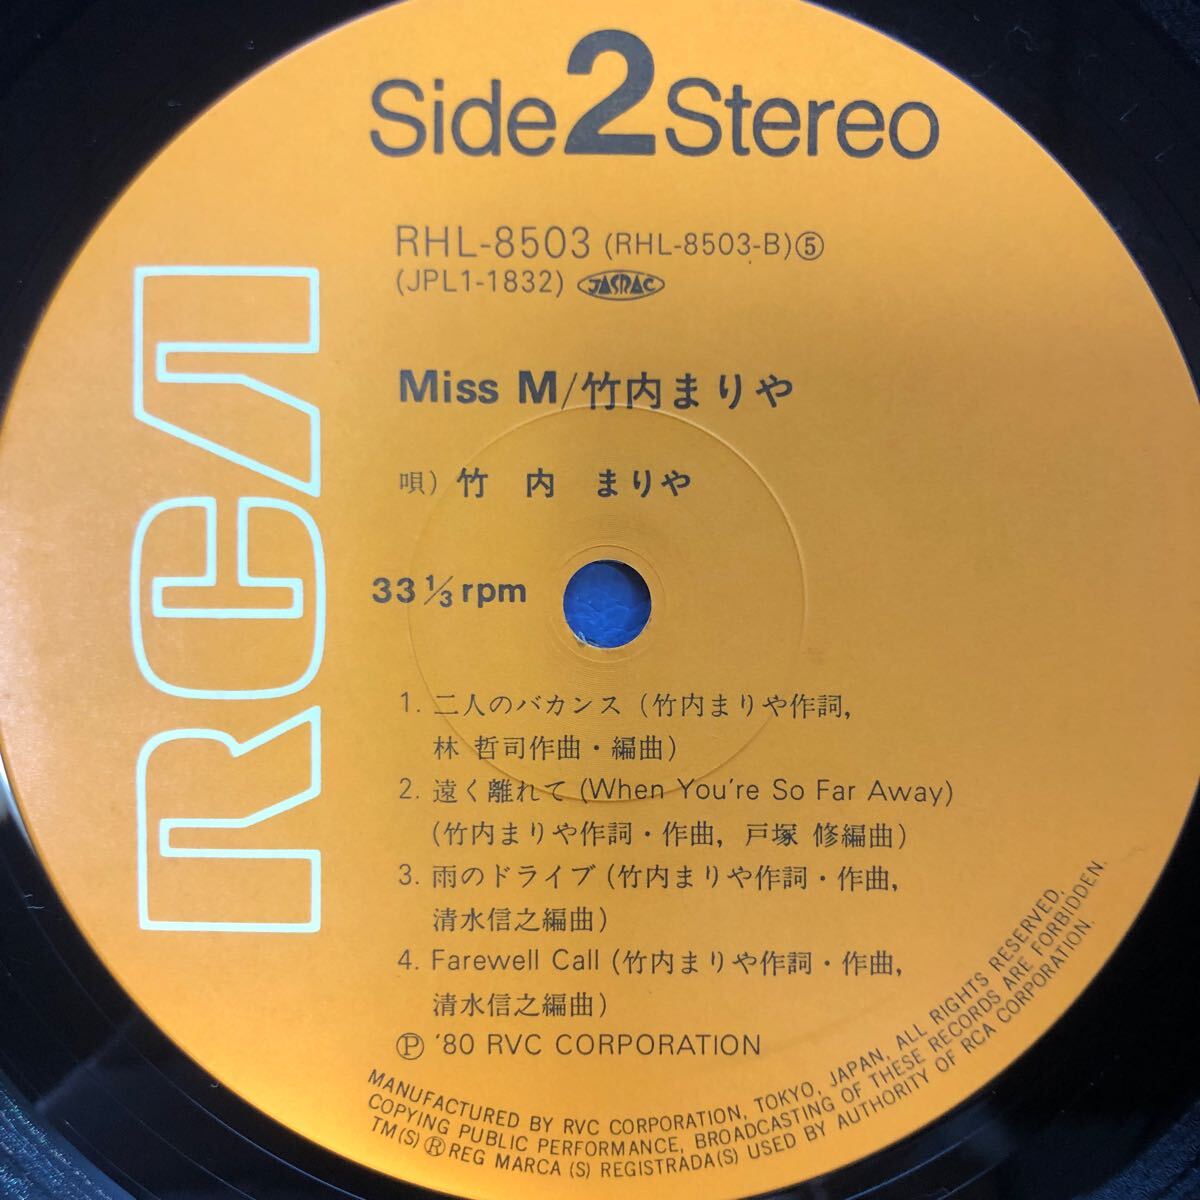 Side 2 Stereo
RHL-8503 (RHL-8503-B)⑤
(JPL1-1832) JASRAC
Miss M/竹内まりや
唄) 竹 内 まりや
33 1/3 rpm
RCA
1. 二人のバカンス (竹内まりや作詞,
林 哲司作曲・編曲)
2. 遠く離れて (When You're So Far Away)
(竹内まりや作詞・作曲, 戸塚 修編曲)
3. 雨のドライブ (竹内まりや作詞・作曲,
清水信之編曲)
4. Farewell Call (竹内まりや作詞・作曲,
清水信之編曲)
Ⓟ '80 RVC CORPORATION
MANUFACTURED BY RVC CORPORATION, TOKYO, JAPAN, ALL RIGHTS RESERVED,
COPYING PUBLIC PERFORMANCE, BROADCASTING OF THESE RECORDS ARE FORBIDDEN.
TM(S) ® REG MARCA (S) REGISTRADA(S) USED BY AUTHORITY OF RCA CORPORATION.